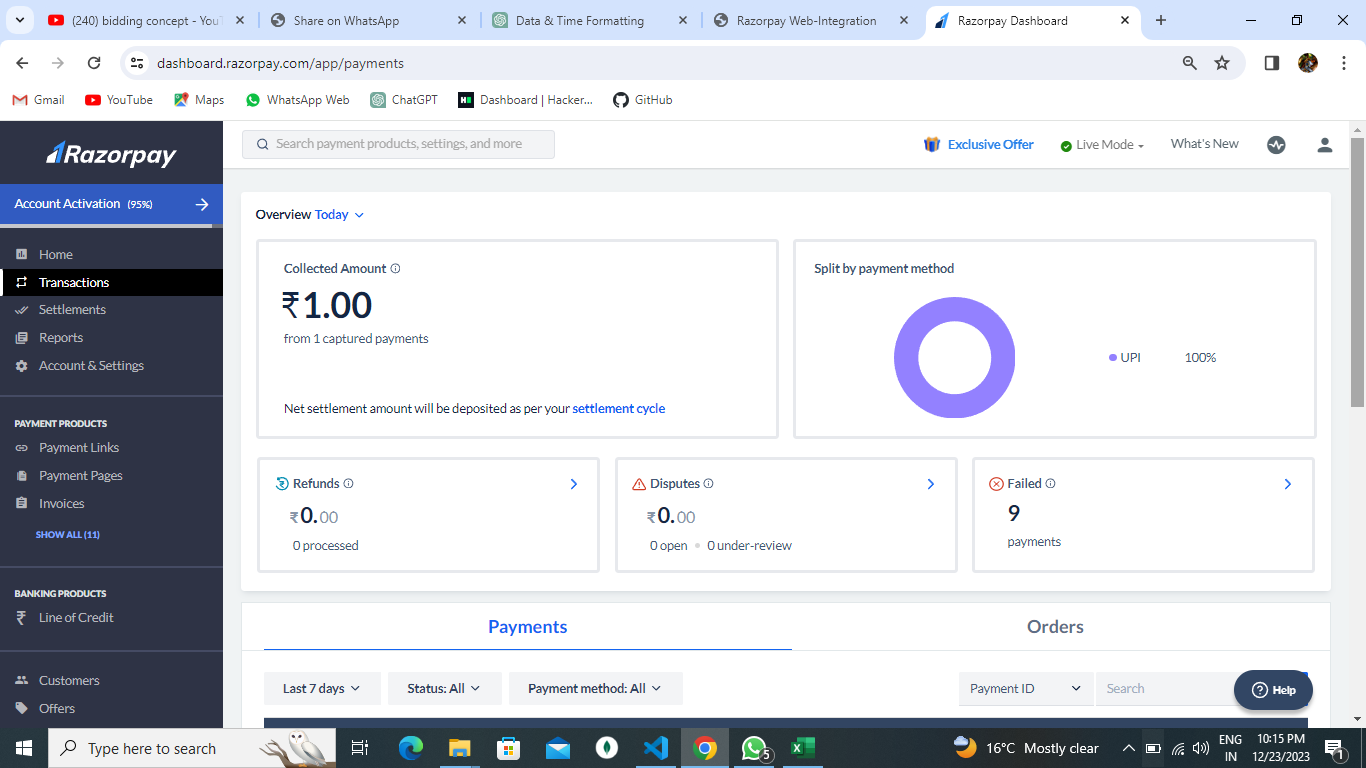 (240) bidding concept - You
Share on WhatsApp
Data & Time Formatting
Razorpay Web-Integration
Razorpay Dashboard
dashboard.razorpay.com/app/payments
Gmail
YouTube
Maps
WhatsApp Web
ChatGPT
Dashboard | Hacker...
GitHub
Razorpay
Search payment products, settings, and more
Exclusive Offer
Live Mode
What's New
Account Activation (95%)
Home
Transactions
Settlements
Reports
Account & Settings
PAYMENT PRODUCTS
Payment Links
Payment Pages
Invoices
SHOW ALL (11)
BANKING PRODUCTS
₹ Line of Credit
Customers
Offers
Overview Today
Collected Amount
₹1.00
from 1 captured payments
Net settlement amount will be deposited as per your settlement cycle
Split by payment method
UPI 100%
Refunds
₹0.00
0 processed
Disputes
₹0.00
0 open • 0 under-review
Failed
9
payments
Payments
Orders
Last 7 days
Status: All
Payment method: All
Payment ID
Search
Help
Type here to search
5
16°C Mostly clear
ENG
IN
10:15 PM
12/23/2023
1